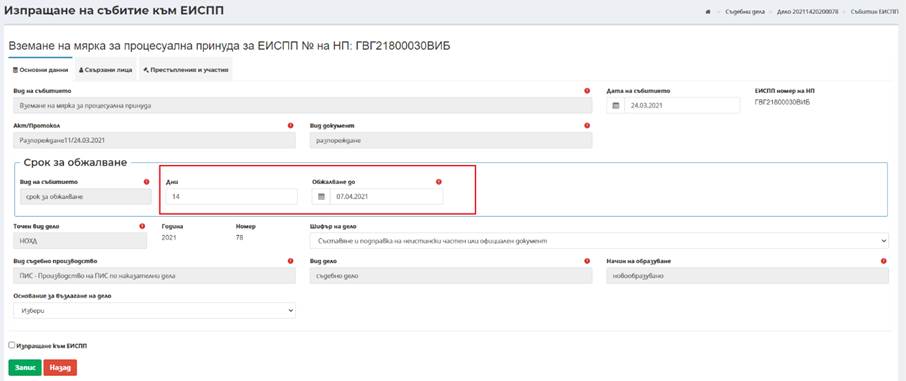 Изпращане на събитие към ЕИСПП
Съдебни дела - Дело 20211420200078 - Събития ЕИСПП
Вземане на мярка за процесуална принуда за ЕИСПП № на НП: ГВГ21800030ВИБ
Основни данни Свързани лица Престъпления и участия
Вид на събитието Дата на събитието ЕИСПП номер на НП
Вземане на мярка за процесуална принуда 24.03.2021 ГВГ21800030ВИБ
Акт/Протокол Вид документ
Разпореждане11/24.03.2021 разпореждане
Срок за обжалване
Вид на събитието Дни Обжалване до
срок за обжалване 14 07.04.2021
Точен вид дело Година Номер Шифър на дело
НОХД 2021 78 Съставяне и подправка на неистински частен или официален документ
Вид съдебно производство Вид дело Начин на образуване
ПИС - Производство на ПИС по наказателни дела съдебно дело новообразувано
Основание за възлагане на дело
Избери
Изпращане към ЕИСПП
Запис Назад